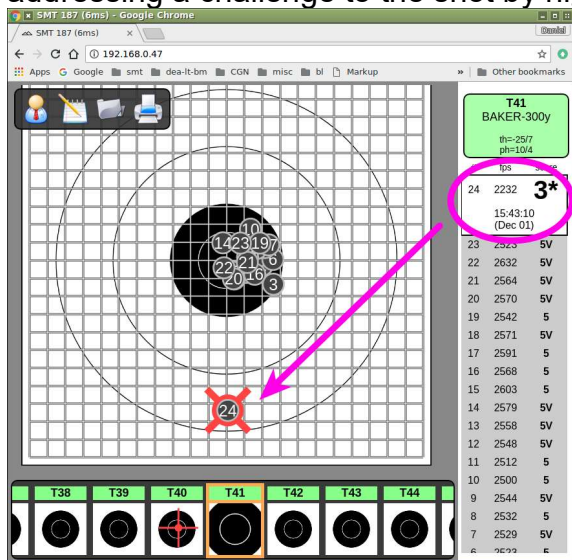 SMT 187 (6ms) - Google Chrome
SMT 187 (6ms)
Daniel
192.168.0.47
Apps Google smt dea-lt-bm CGN misc bl Markup » Other bookmarks
T41
BAKER-300y
th=-25/7
ph=10/4
fps
24 2232 3*
15:43:10
(Dec 01)
23 2523 5V
22 2632 5V
21 2564 5V
20 2570 5V
19 2542 5
18 2571 5V
17 2591 5
16 2568 5
15 2603 5
14 2579 5V
13 2558 5V
12 2548 5V
11 2512 5
10 2500 5
9 2544 5V
8 2532 5
7 2529 5V
6 2523 5
10
14 23 19 7
22 21 6
20 16 3
24
T38 T39 T40 T41 T42 T43 T44